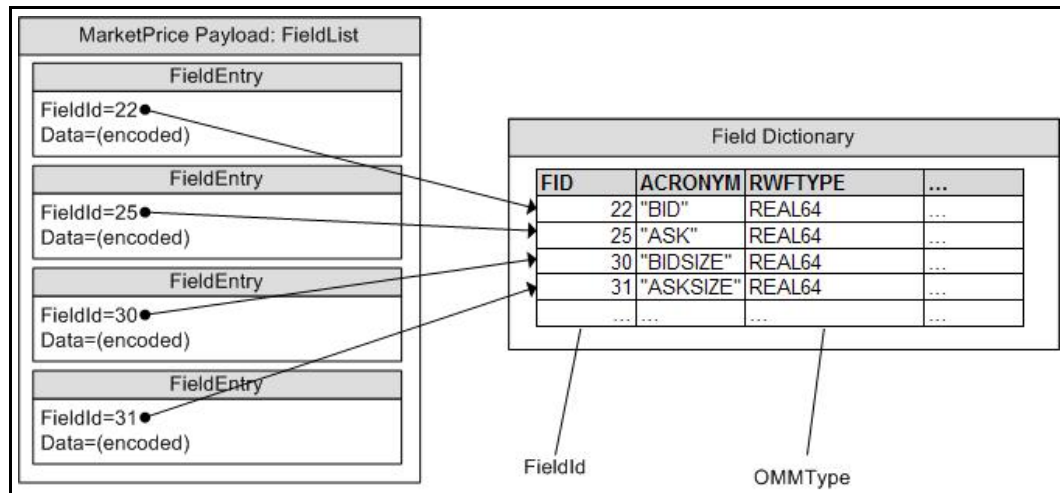 MarketPrice Payload: FieldList
FieldEntry
FieldId=22
Data=(encoded)
FieldEntry
FieldId=25
Data=(encoded)
FieldEntry
FieldId=30
Data=(encoded)
FieldEntry
FieldId=31
Data=(encoded)
Field Dictionary
FID ACRONYM RWFTYPE ...
22 "BID" REAL64 ...
25 "ASK" REAL64 ...
30 "BIDSIZE" REAL64 ...
31 "ASKSIZE" REAL64 ...
... ... ... ...
FieldId
OMMType